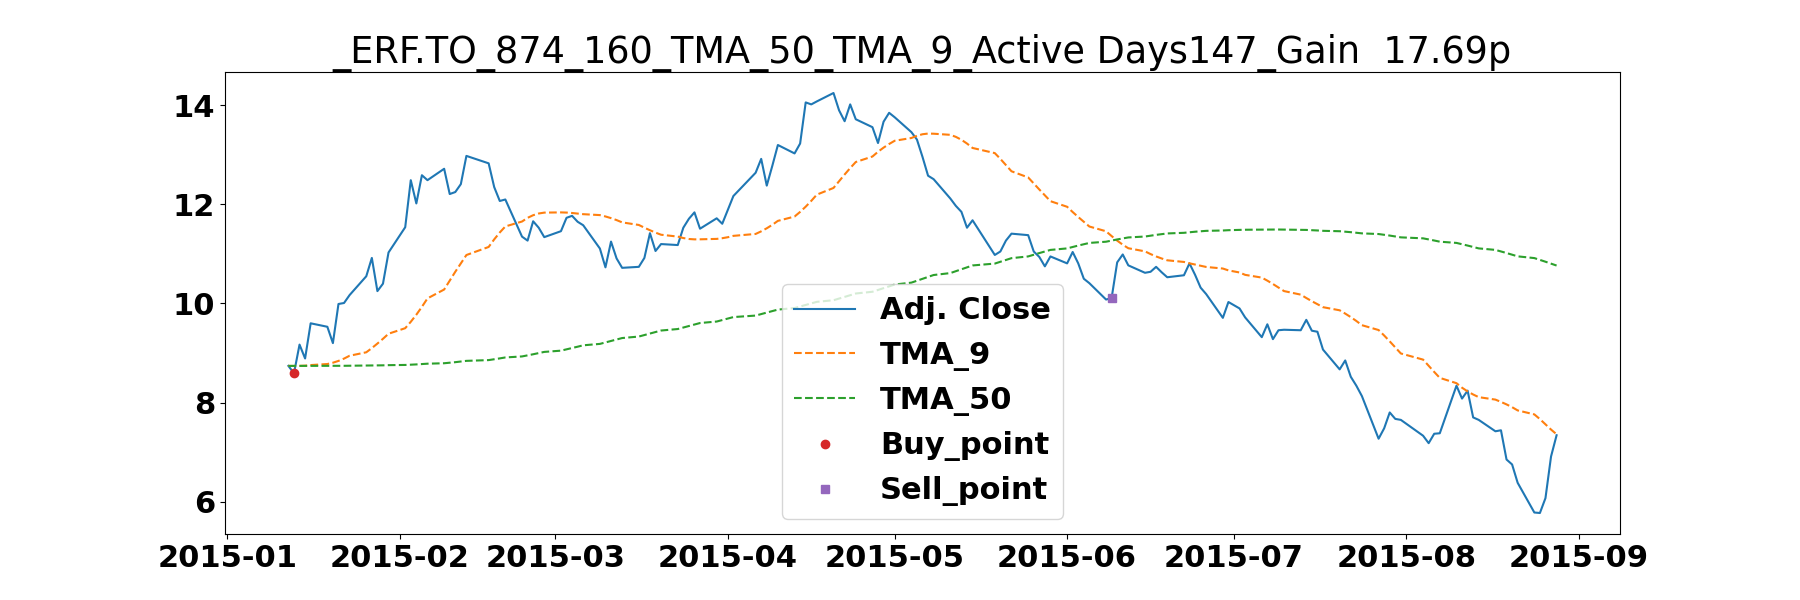 _ERF.TO_874_160_TMA_50_TMA_9_Active Days147_Gain  17.69p
14
12
10
8
6
Adj. Close
TMA_9
TMA_50
Buy_point
Sell_point
2015-01 2015-02 2015-03 2015-04 2015-05 2015-06 2015-07 2015-08 2015-09